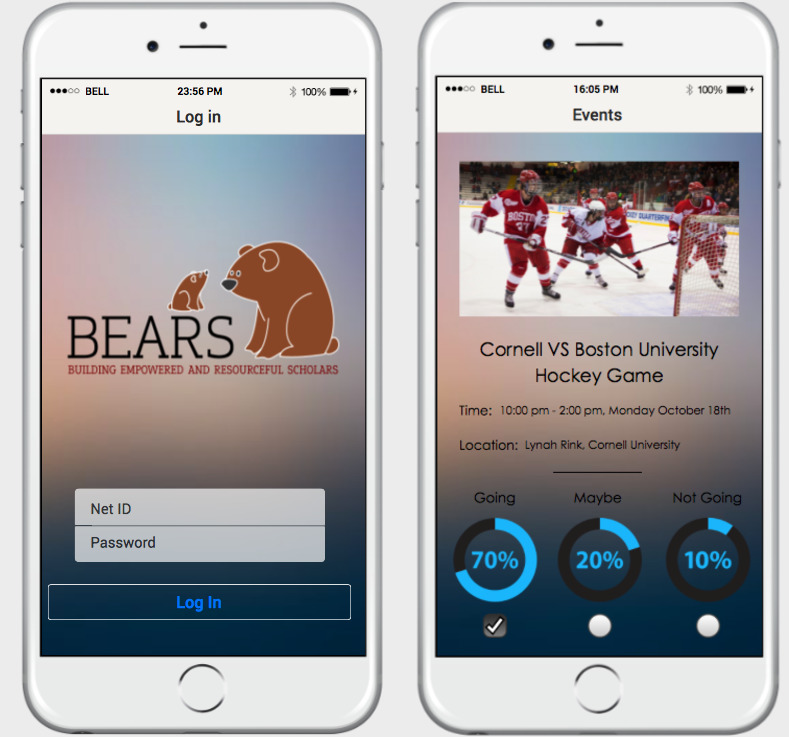 BELL 23:56 PM 100%
Log in
BEARS
BUILDING EMPOWERED AND RESOURCEFUL SCHOLARS
Net ID
Password
Log In
BELL 16:05 PM 100%
Events
BOSTON
HOCKEY QUARTERFIN
Cornell VS Boston University
Hockey Game
Time: 10:00 pm - 2:00 pm, Monday October 18th
Location: Lynah Rink, Cornell University
Going Maybe Not Going
70% 20% 10%